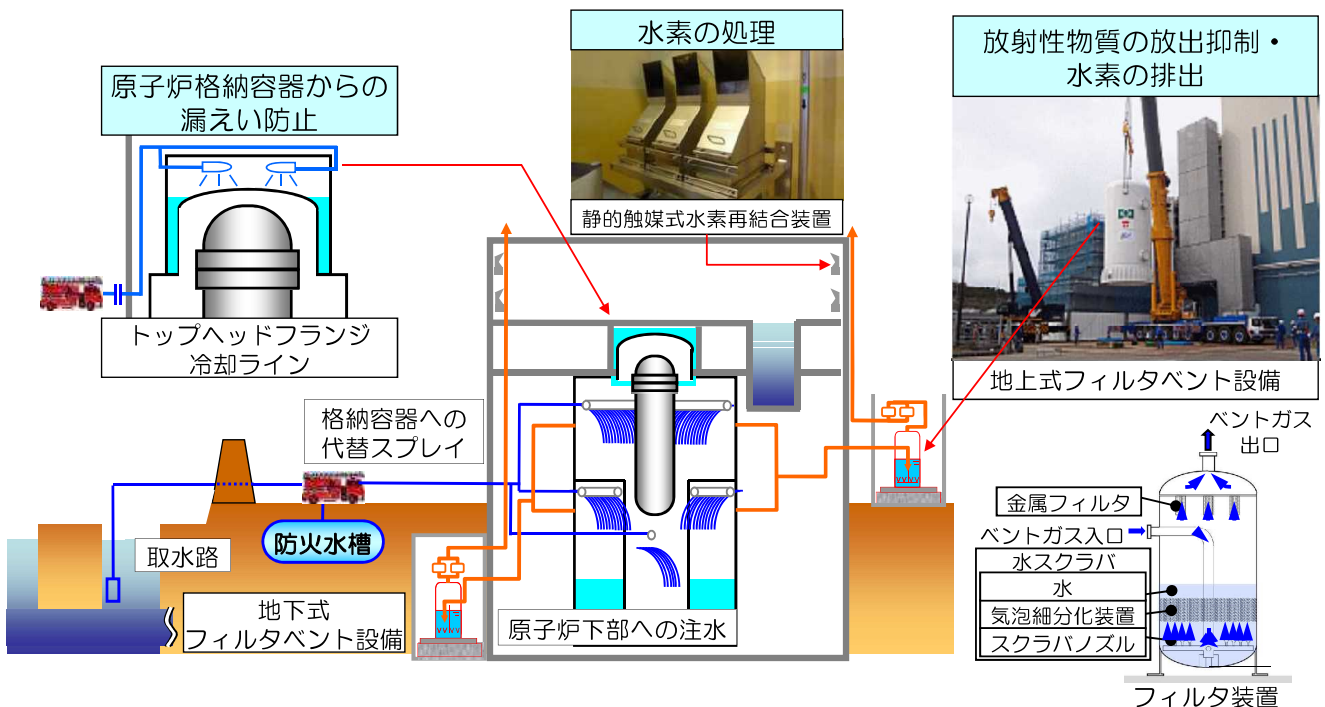 水素の処理
放射性物質の放出抑制・
水素の排出
原子炉格納容器からの
漏えい防止
静的触媒式水素再結合装置
トップヘッドフランジ
冷却ライン
地上式フィルタベント設備
格納容器への
代替スプレイ
ベントガス
出口
金属フィルタ
ベントガス入口
防火水槽
取水路
水スクラバ
水
気泡細分化装置
スクラバノズル
地下式
フィルタベント設備
原子炉下部への注水
フィルタ装置